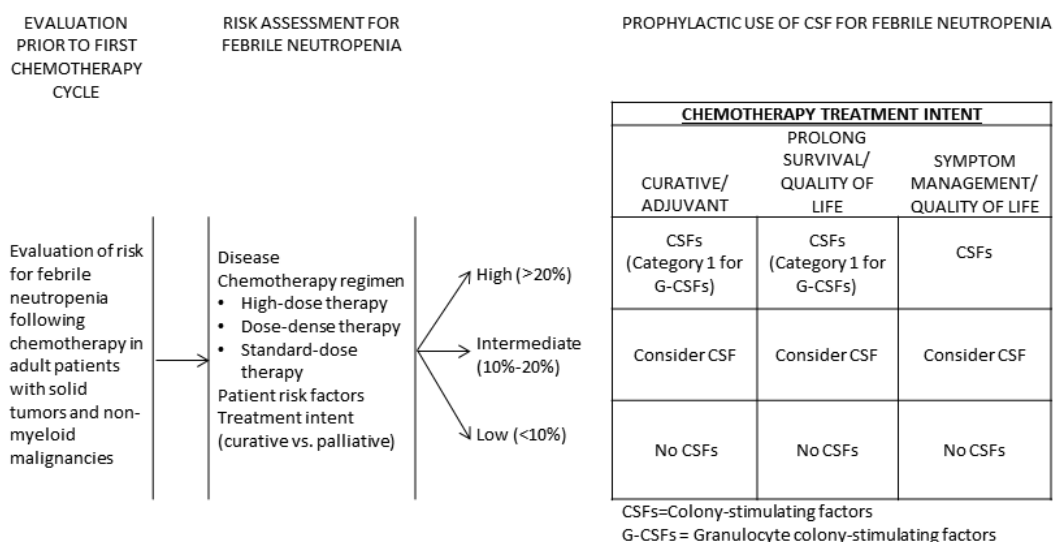 EVALUATION
PRIOR TO FIRST
CHEMOTHERAPY
CYCLE
RISK ASSESSMENT FOR
FEBRILE NEUTROPENIA
PROPHYLACTIC USE OF CSF FOR FEBRILE NEUTROPENIA
Evaluation of risk
for febrile
neutropenia
following
chemotherapy in
adult patients
with solid
tumors and non-
myeloid
malignancies
Disease
Chemotherapy regimen
• High-dose therapy
• Dose-dense therapy
• Standard-dose
therapy
Patient risk factors
Treatment intent
(curative vs. palliative)
High (>20%)
Intermediate
(10%-20%)
Low (<10%)
CHEMOTHERAPY TREATMENT INTENT
CURATIVE/
ADJUVANT
PROLONG
SURVIVAL/
QUALITY OF
LIFE
SYMPTOM
MANAGEMENT/
QUALITY OF LIFE
CSFs
(Category 1 for
G-CSFs)
CSFs
(Category 1 for
G-CSFs)
CSFs
Consider CSF
Consider CSF
Consider CSF
No CSFs
No CSFs
No CSFs
CSFs=Colony-stimulating factors
G-CSFs = Granulocyte colony-stimulating factors